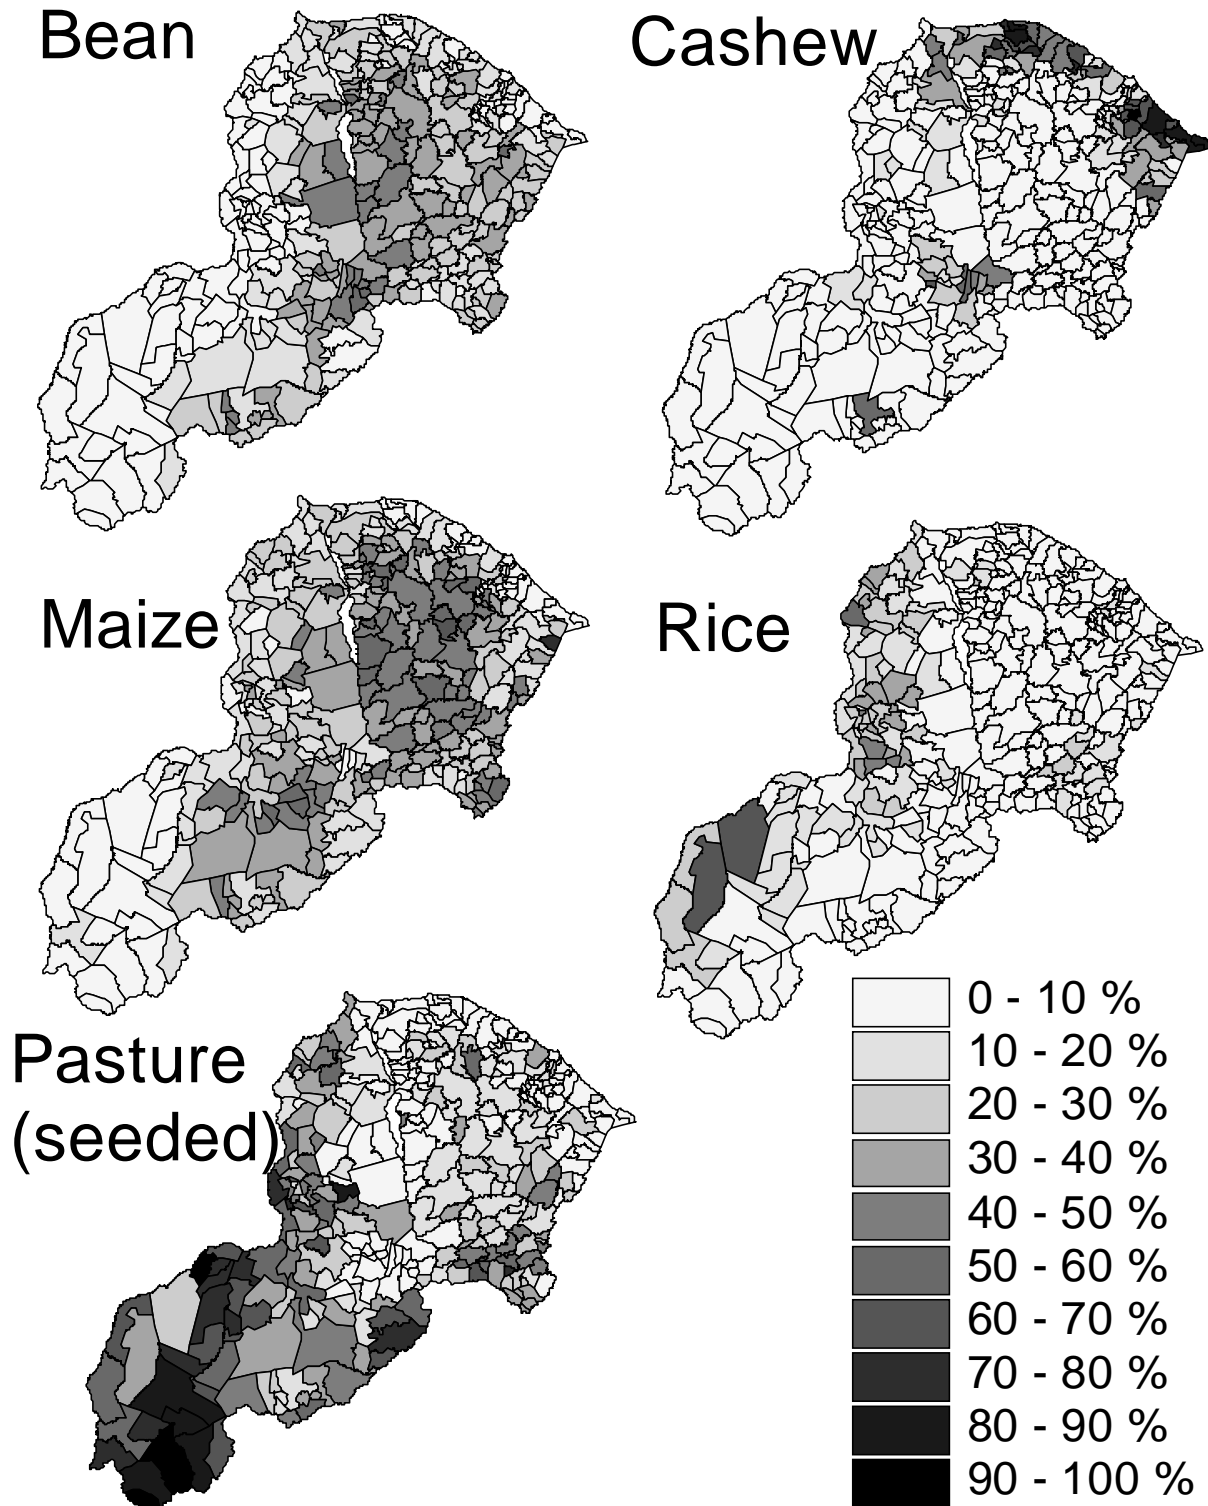 Bean
Cashew
Maize
Rice
Pasture
(seeded)
0 - 10 %
10 - 20 %
20 - 30 %
30 - 40 %
40 - 50 %
50 - 60 %
60 - 70 %
70 - 80 %
80 - 90 %
90 - 100 %